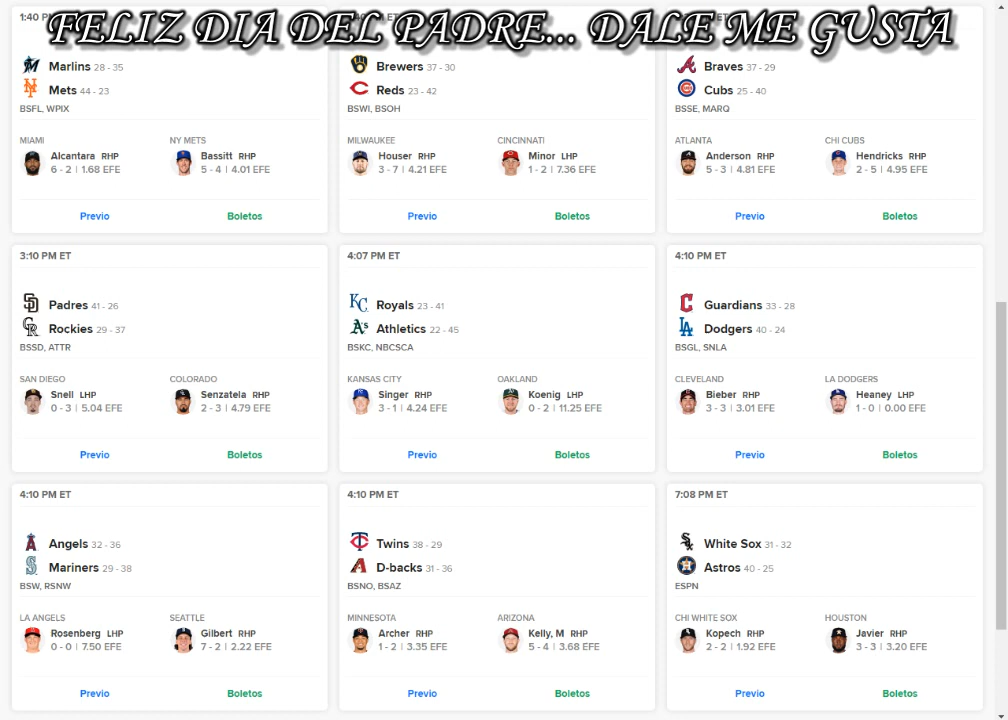 FELIZ DIA DEL PADRE... DALE ME GUSTA
1:40 P
ET
Marlins 28 - 35
Mets 44 - 23
BSFL, WPIX
MIAMI
Alcantara RHP
6 - 2 | 1.68 EFE
NY METS
Bassitt RHP
5 - 4 | 4.01 EFE
Previo
Boletos
Brewers 37 - 30
Reds 23 - 42
BSWI, BSOH
MILWAUKEE
Houser RHP
3 - 7 | 4.21 EFE
CINCINNATI
Minor LHP
1 - 2 | 7.36 EFE
Previo
Boletos
Braves 37 - 29
Cubs 25 - 40
BSSE, MARQ
ATLANTA
Anderson RHP
5 - 3 | 4.81 EFE
CHI CUBS
Hendricks RHP
2 - 5 | 4.95 EFE
Previo
Boletos
3:10 PM ET
Padres 41 - 26
Rockies 29 - 37
BSSD, ATTR
SAN DIEGO
Snell LHP
0 - 3 | 5.04 EFE
COLORADO
Senzatela RHP
2 - 3 | 4.79 EFE
Previo
Boletos
4:07 PM ET
Royals 23 - 41
Athletics 22 - 45
BSKC, NBCSCA
KANSAS CITY
Singer RHP
3 - 1 | 4.24 EFE
OAKLAND
Koenig LHP
0 - 2 | 11.25 EFE
Previo
Boletos
4:10 PM ET
Guardians 33 - 28
Dodgers 40 - 24
BSGL, SNLA
CLEVELAND
Bieber RHP
3 - 3 | 3.01 EFE
LA DODGERS
Heaney LHP
1 - 0 | 0.00 EFE
Previo
Boletos
4:10 PM ET
Angels 32 - 36
Mariners 29 - 38
BSW, RSNW
LA ANGELS
Rosenberg LHP
0 - 0 | 7.50 EFE
SEATTLE
Gilbert RHP
7 - 2 | 2.22 EFE
Previo
Boletos
4:10 PM ET
Twins 38 - 29
D-backs 31 - 36
BSNO, BSAZ
MINNESOTA
Archer RHP
1 - 2 | 3.35 EFE
ARIZONA
Kelly, M RHP
5 - 4 | 3.68 EFE
Previo
Boletos
7:08 PM ET
White Sox 31 - 32
Astros 40 - 25
ESPN
CHI WHITE SOX
Kopech RHP
2 - 2 | 1.92 EFE
HOUSTON
Javier RHP
3 - 3 | 3.20 EFE
Previo
Boletos